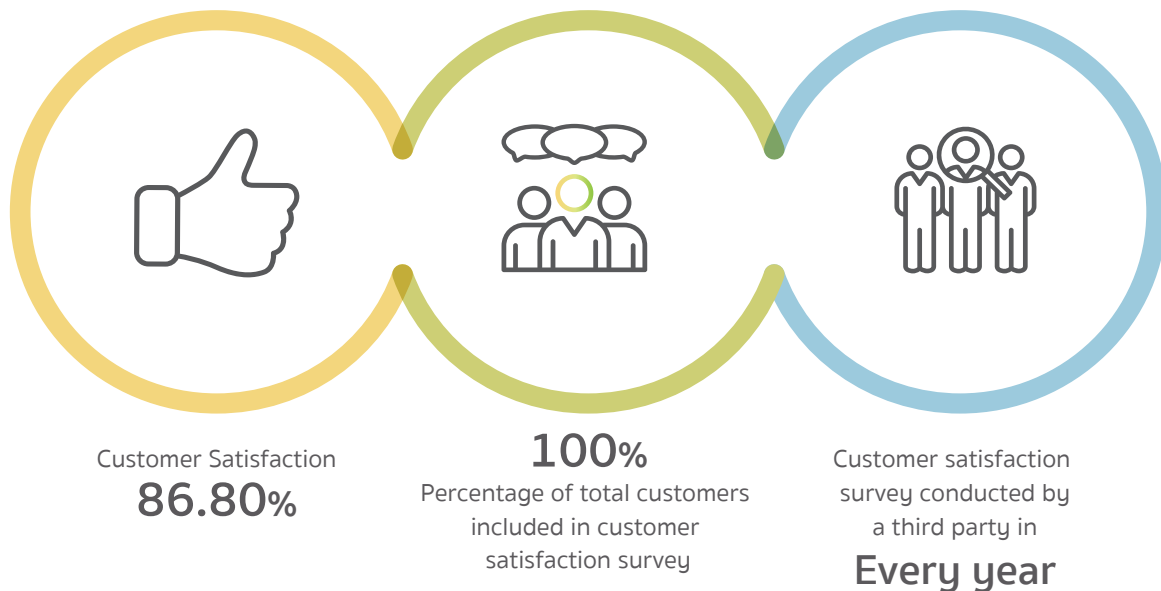 Customer Satisfaction
86.80%
100%
Percentage of total customers
included in customer
satisfaction survey
Customer satisfaction
survey conducted by
a third party in
Every year